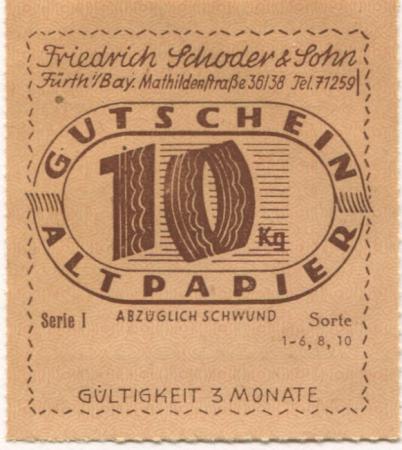 Friedrich Schoder & Sohn
Fürth i/Bay. Mathildenstraße 36/38 Tel. 71259
GUTSCHEIN
10 Kg
ALTPAPIER
Serie I ABZÜGLICH SCHWUND Sorte
1-6, 8, 10
GÜLTIGKEIT 3 MONATE